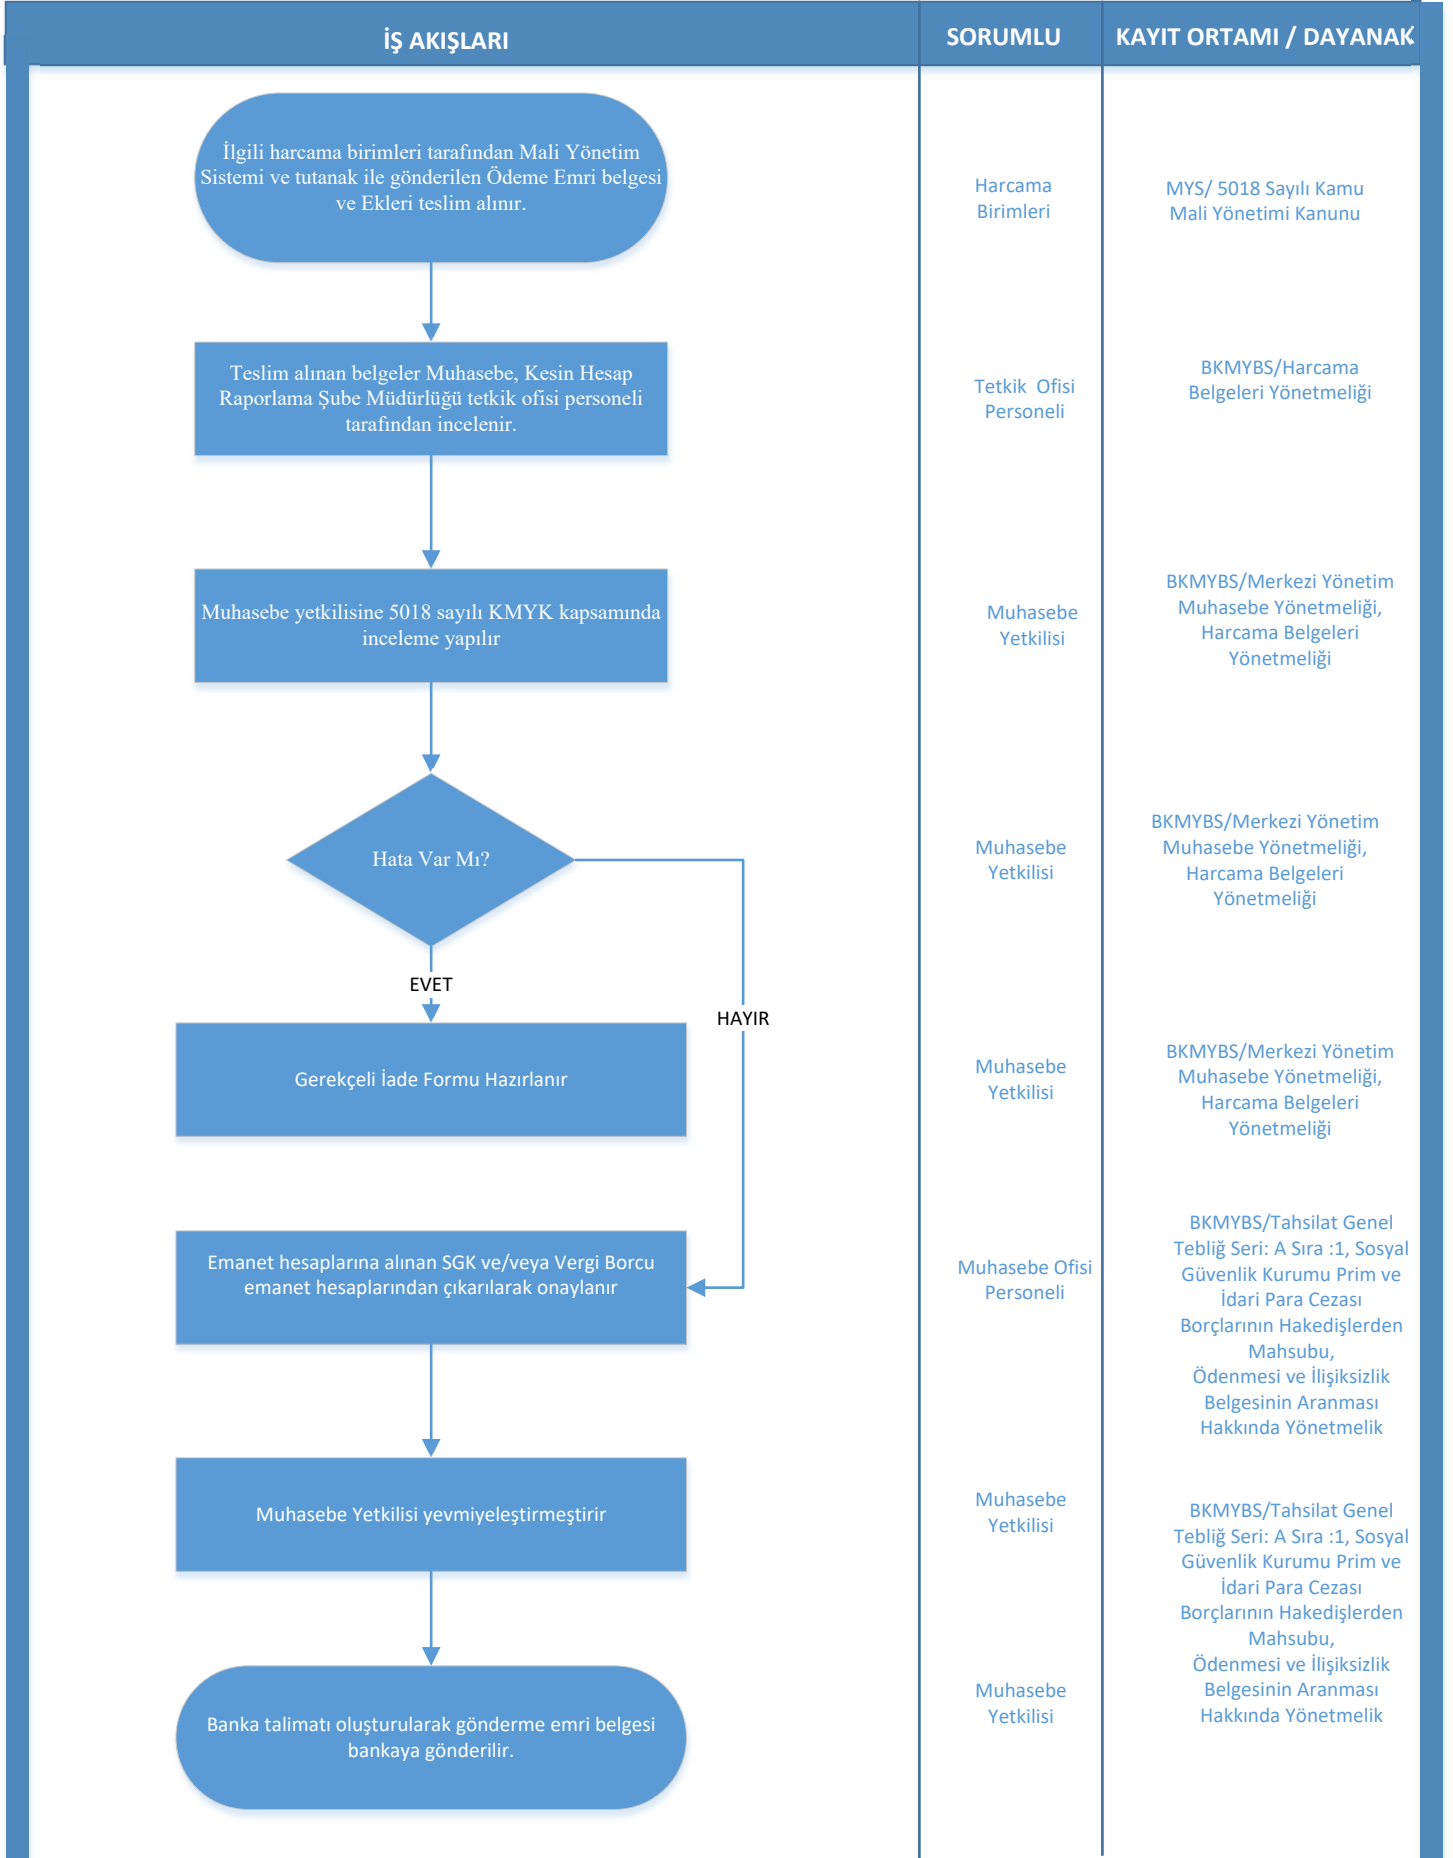 İŞ AKIŞLARI
SORUMLU
KAYIT ORTAMI / DAYANAK
İlgili harcama birimleri tarafından Mali Yönetim
Sistemi ve tutanak ile gönderilen Ödeme Emri belgesi
ve Ekleri teslim alınır.
Harcama
Birimleri
MYS/ 5018 Sayılı Kamu
Mali Yönetimi Kanunu
Teslim alınan belgeler Muhasebe, Kesin Hesap
Raporlama Şube Müdürlüğü tetkik ofisi personeli
tarafından incelenir.
Tetkik Ofisi
Personeli
BKMYBS/Harcama
Belgeleri Yönetmeliği
Muhasebe yetkilisine 5018 sayılı KMYK kapsamında
inceleme yapılır
Muhasebe
Yetkilisi
BKMYBS/Merkezi Yönetim
Muhasebe Yönetmeliği,
Harcama Belgeleri
Yönetmeliği
Hata Var Mı?
Muhasebe
Yetkilisi
BKMYBS/Merkezi Yönetim
Muhasebe Yönetmeliği,
Harcama Belgeleri
Yönetmeliği
EVET
HAYIR
Gerekçeli İade Formu Hazırlanır
Muhasebe
Yetkilisi
BKMYBS/Merkezi Yönetim
Muhasebe Yönetmeliği,
Harcama Belgeleri
Yönetmeliği
Emanet hesaplarına alınan SGK ve/veya Vergi Borcu
emanet hesaplarından çıkarılarak onaylanır
Muhasebe Ofisi
Personeli
BKMYBS/Tahsilat Genel
Tebliğ Seri: A Sıra :1, Sosyal
Güvenlik Kurumu Prim ve
İdari Para Cezası
Borçlarının Hakedişlerden
Mahsubu,
Ödenmesi ve İlişiksizlik
Belgesinin Aranması
Hakkında Yönetmelik
Muhasebe Yetkilisi yevmiyeleştirmeştirir
Muhasebe
Yetkilisi
BKMYBS/Tahsilat Genel
Tebliğ Seri: A Sıra :1, Sosyal
Güvenlik Kurumu Prim ve
İdari Para Cezası
Borçlarının Hakedişlerden
Mahsubu,
Ödenmesi ve İlişiksizlik
Belgesinin Aranması
Hakkında Yönetmelik
Banka talimatı oluşturularak gönderme emri belgesi
bankaya gönderilir.
Muhasebe
Yetkilisi